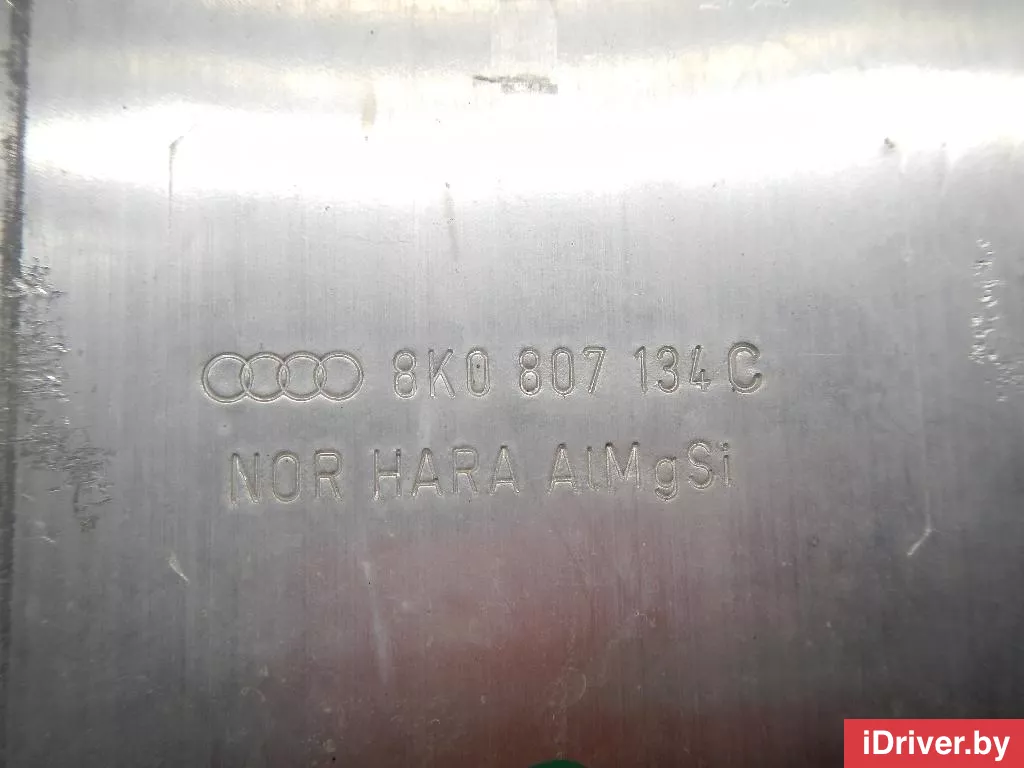 8K0 807 134 C
NOR HARA AlMgSi
iDriver.by